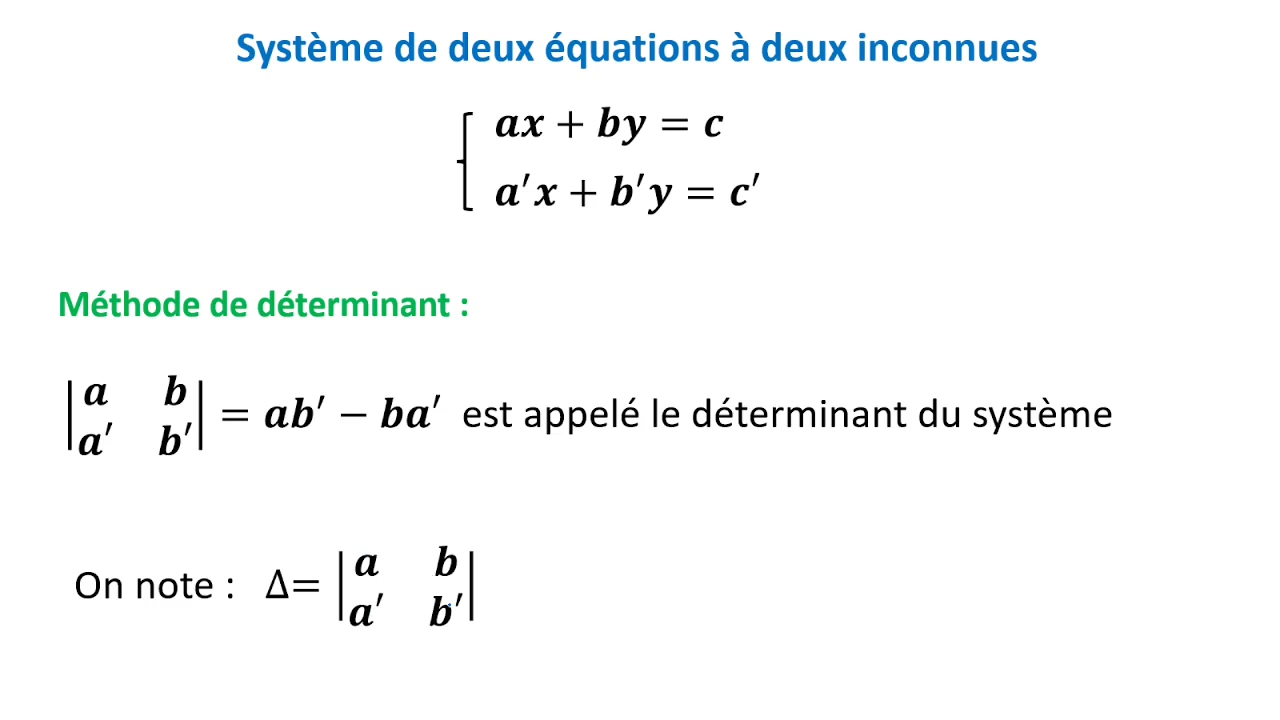 Système de deux équations à deux inconnues
ax + by = c
a′x + b′y = c′
Méthode de déterminant :
|a b|
|a′ b′| = ab′ − ba′ est appelé le déterminant du système
On note : Δ= |a b|
|a′ b′|